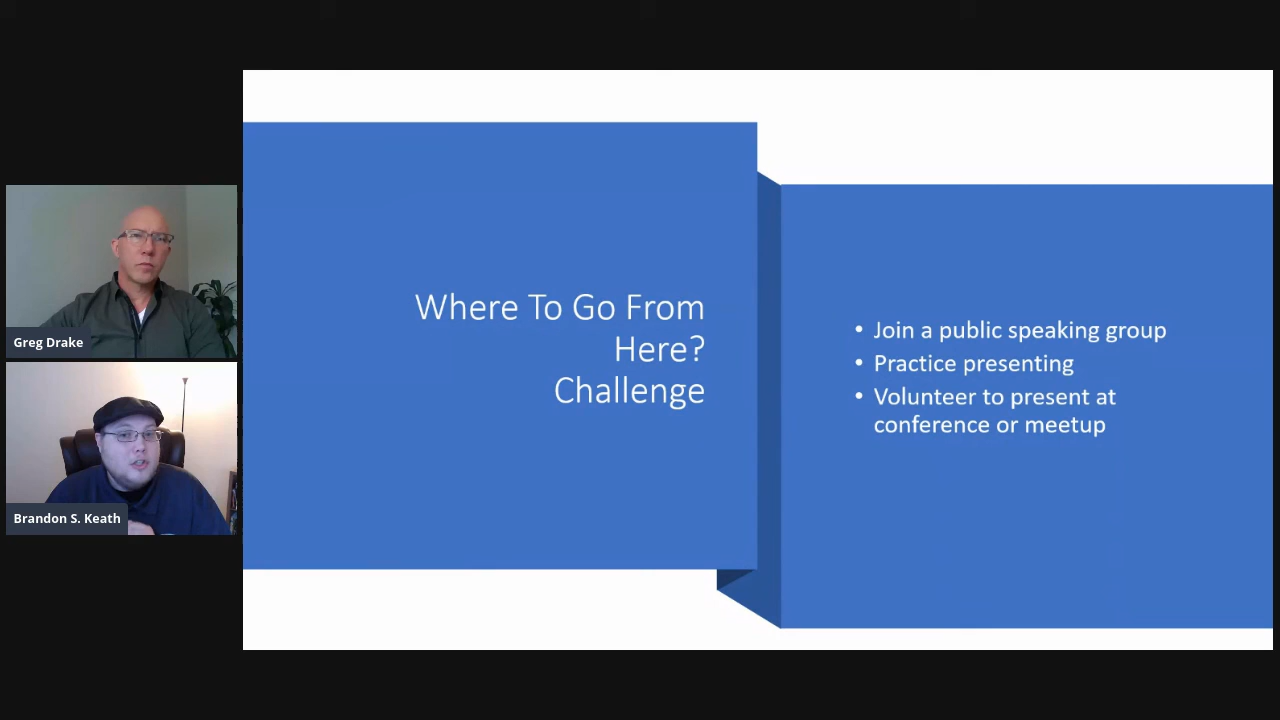 Greg Drake
Brandon S. Keath
Where To Go From
Here?
Challenge
• Join a public speaking group
• Practice presenting
• Volunteer to present at
conference or meetup